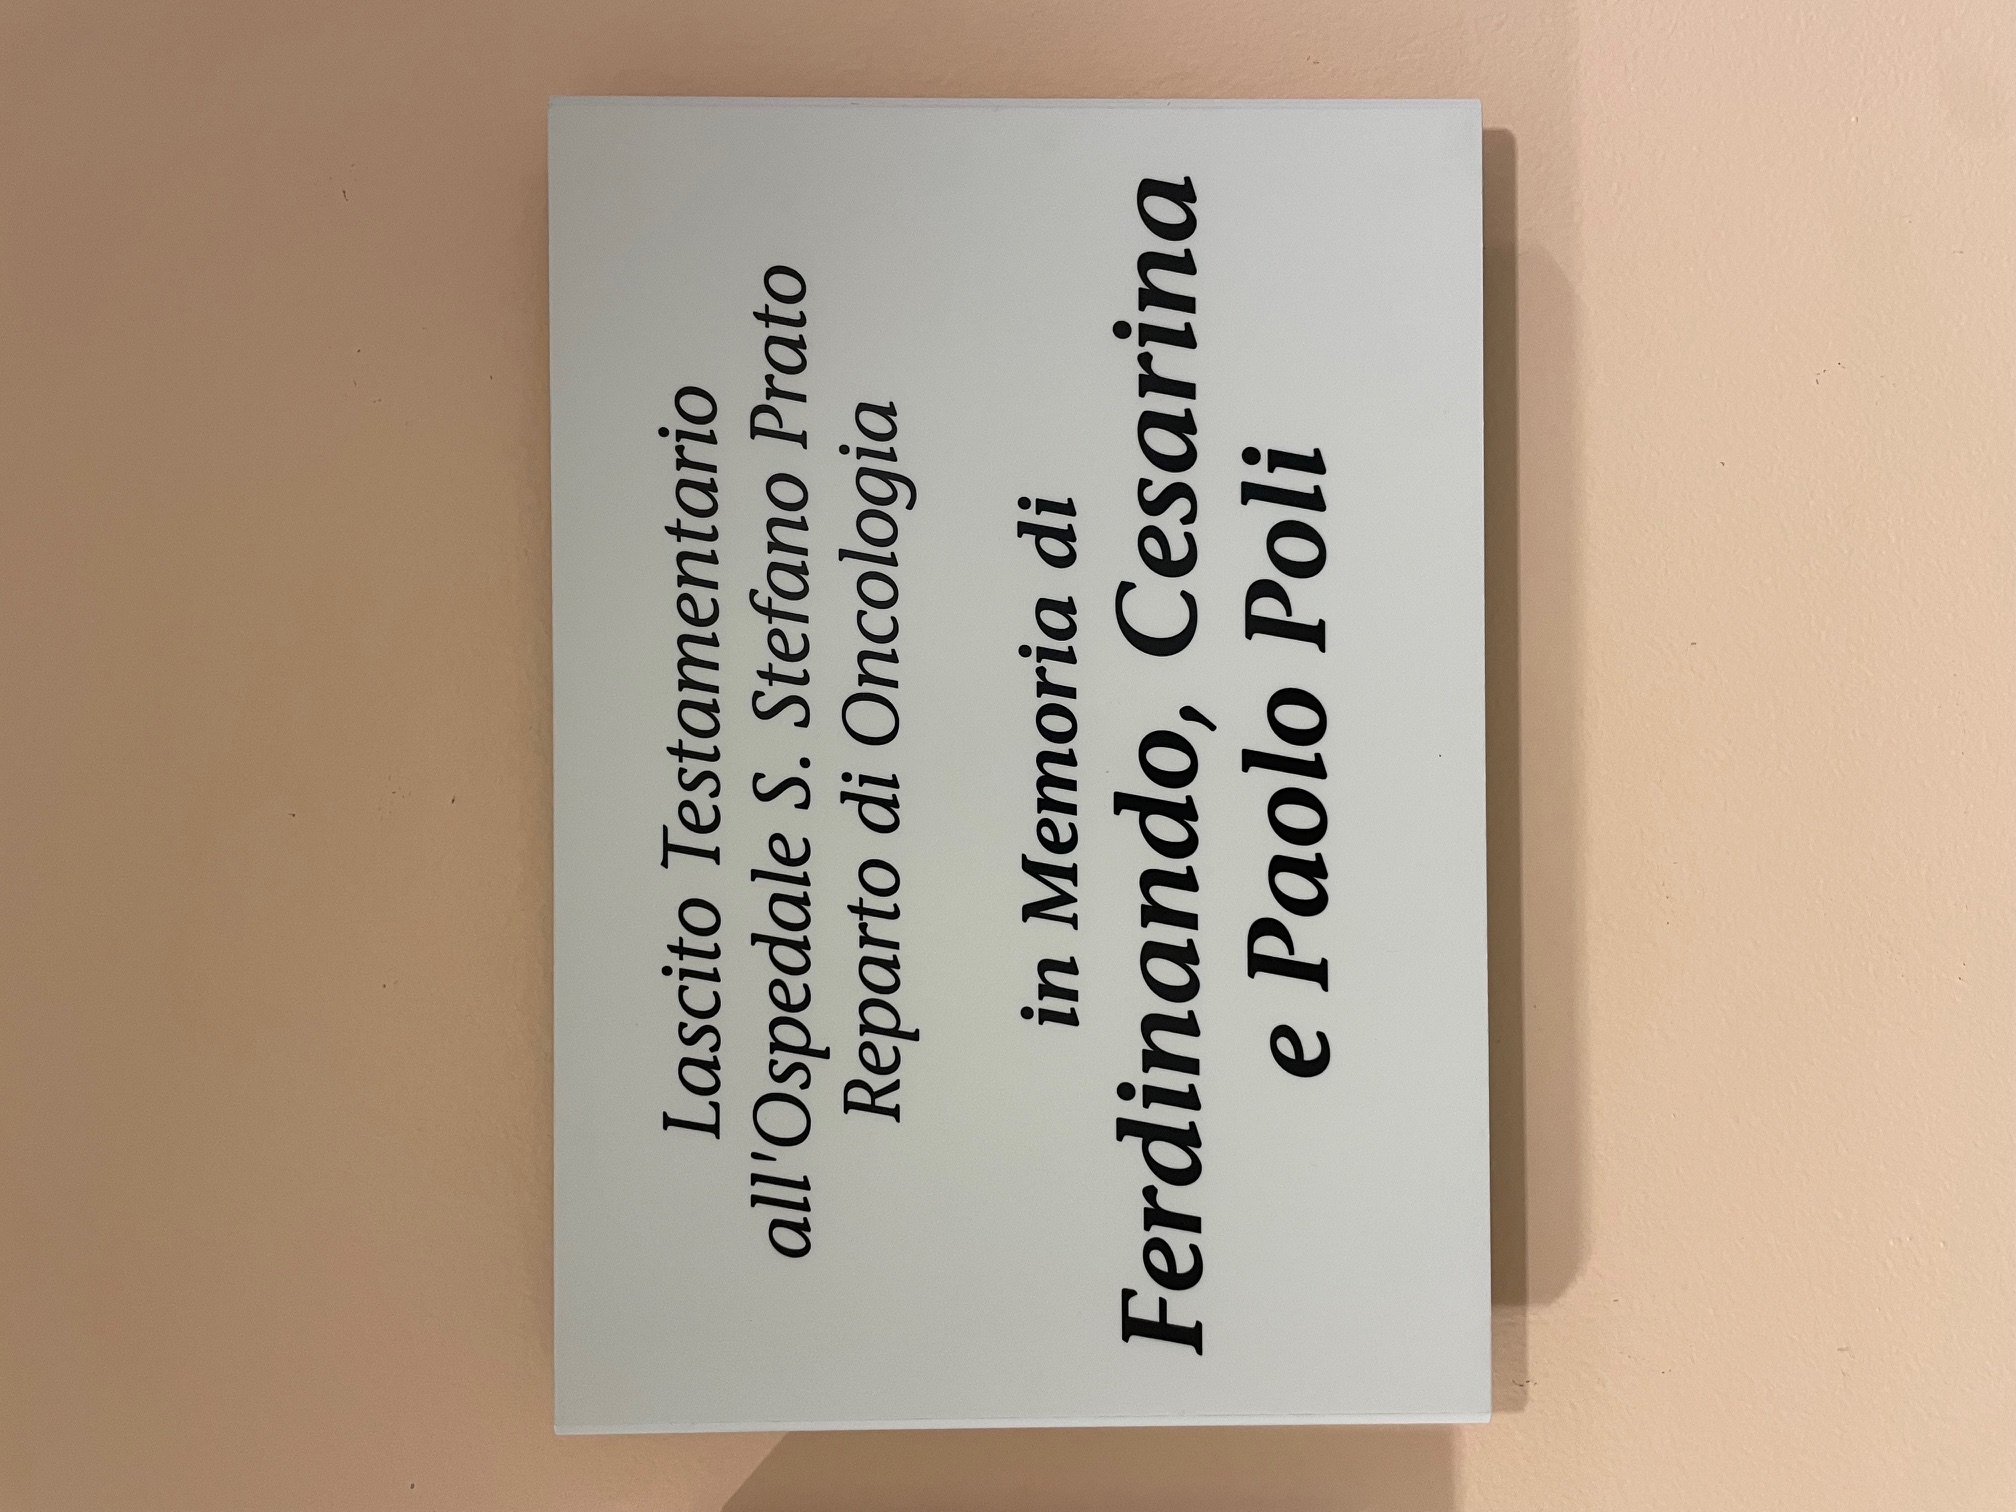 Lascito Testamentario
all'Ospedale S. Stefano Prato
Reparto di Oncologia
in Memoria di
Ferdinando, Cesarina
e Paolo Poli